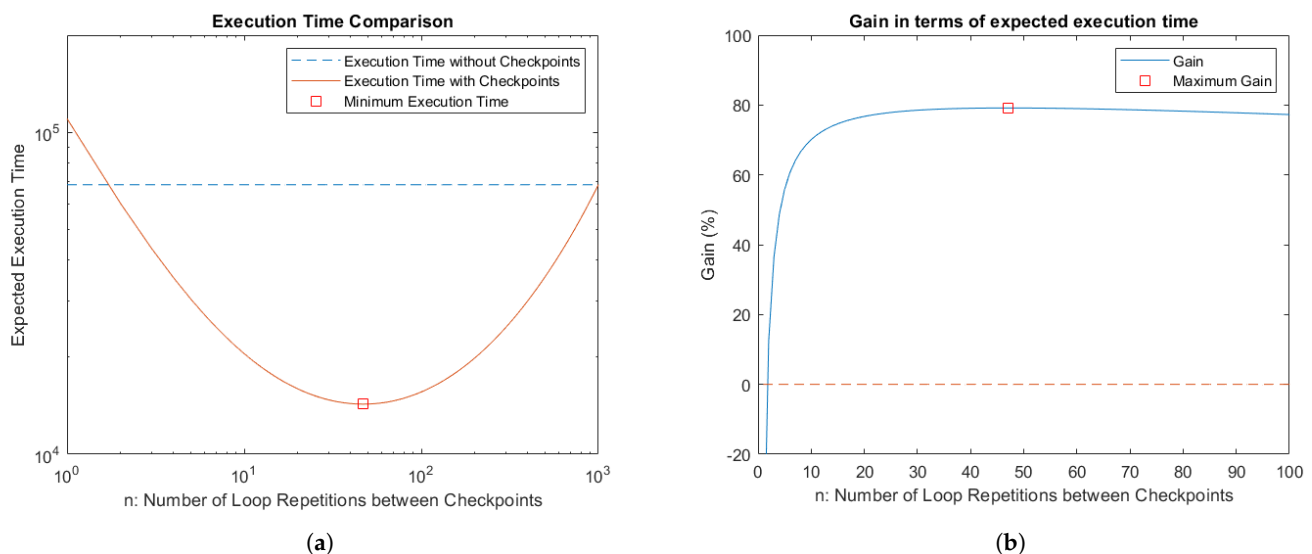 Execution Time Comparison
Execution Time without Checkpoints
Execution Time with Checkpoints
Minimum Execution Time
Expected Execution Time
10^5
10^4
10^0
10^1
10^2
10^3
n: Number of Loop Repetitions between Checkpoints
(a)
Gain in terms of expected execution time
Gain
Maximum Gain
Gain (%)
100
80
60
40
20
0
-20
0 10 20 30 40 50 60 70 80 90 100
n: Number of Loop Repetitions between Checkpoints
(b)